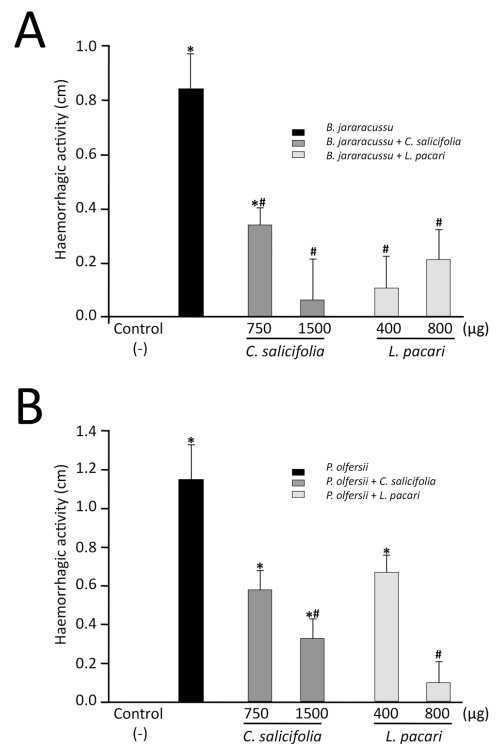 A
Haemorrhagic activity (cm)
1.0
0.8
0.6
0.4
0.2
0.0
*
*#
#
#
#
B. jararacussu
B. jararacussu + C. salicifolia
B. jararacussu + L. pacari
Control 750 1500 400 800 (μg)
(-) C. salicifolia L. pacari
B
Haemorrhagic activity (cm)
1.4
1.2
1.0
0.8
0.6
0.4
0.2
0.0
*
*
*#
*
#
P. olfersii
P. olfersii + C. salicifolia
P. olfersii + L. pacari
Control 750 1500 400 800 (μg)
(-) C. salicifolia L. pacari